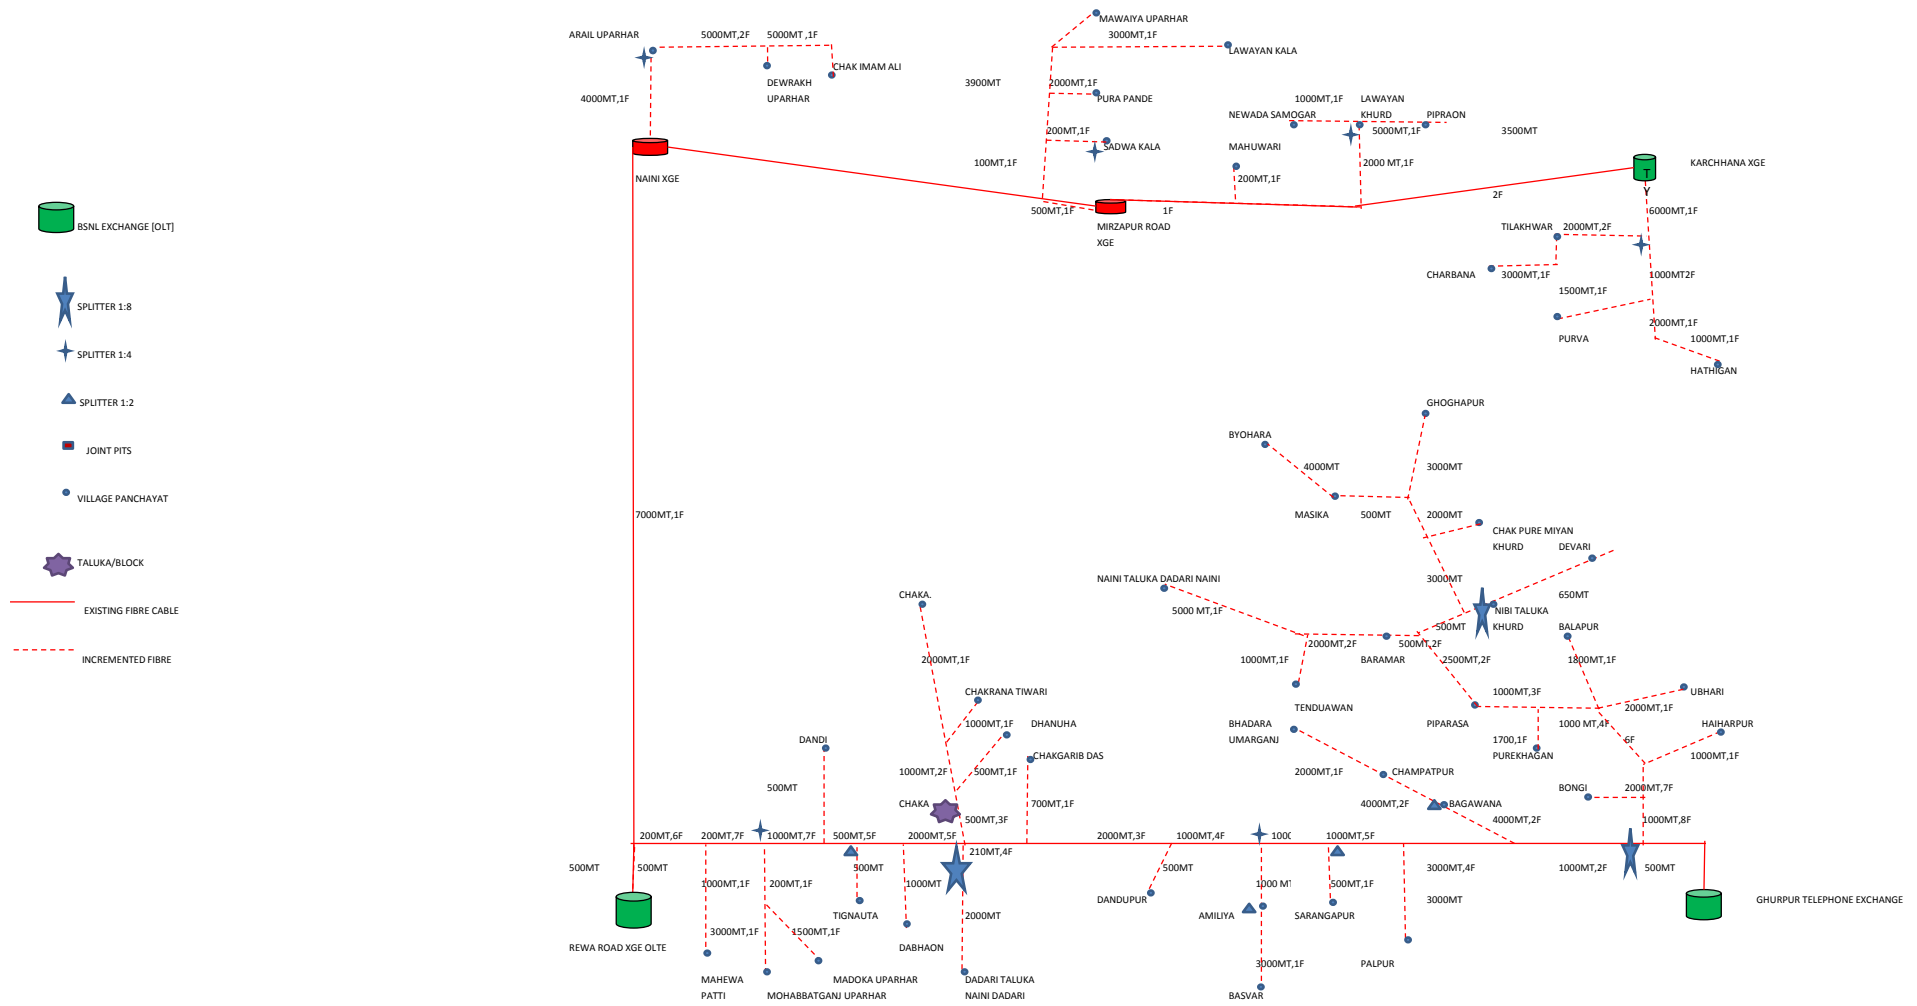 MAWAIYA UPARHAR
ARAIL UPARHAR
5000MT,2F
5000MT ,1F
3000MT,1F
LAWAYAN KALA
CHAK IMAM ALI
DEWRAKH
UPARHAR
3900MT
2000MT,1F
PURA PANDE
4000MT,1F
1000MT,1F
LAWAYAN
KHURD
NEWADA SAMOGAR
PIPRAON
200MT,1F
5000MT,1F
3500MT
SADWA KALA
MAHUWARI
100MT,1F
2000 MT,1F
KARCHHANA XGE
T
Y
NAINI XGE
200MT,1F
2F
500MT,1F
1F
6000MT,1F
BSNL EXCHANGE [OLT]
MIRZAPUR ROAD
XGE
TILAKHWAR
2000MT,2F
CHARBANA
3000MT,1F
1000MT2F
1500MT,1F
SPLITTER 1:8
2000MT,1F
PURVA
1000MT,1F
SPLITTER 1:4
HATHIGAN
SPLITTER 1:2
GHOGHAPUR
BYOHARA
JOINT PITS
4000MT
3000MT
VILLAGE PANCHAYAT
7000MT,1F
MASIKA
500MT
2000MT
CHAK PURE MIYAN
KHURD
DEVARI
TALUKA/BLOCK
NAINI TALUKA DADARI NAINI
3000MT
CHAKA.
650MT
EXISTING FIBRE CABLE
5000 MT,1F
NIBI TALUKA
KHURD
500MT
BALAPUR
2000MT,2F
500MT,2F
INCREMENTED FIBRE
2000MT,1F
1000MT,1F
BARAMAR
2500MT,2F
1800MT,1F
CHAKRANA TIWARI
1000MT,3F
UBHARI
TENDUAWAN
2000MT,1F
1000MT,1F
DHANUHA
BHADARA
UMARGANJ
PIPARASA
1000 MT,4F
HAIHARPUR
DANDI
1700,1F
6F
PUREKHAGAN
1000MT,1F
CHAKGARIB DAS
1000MT,2F
500MT,1F
2000MT,1F
CHAMPATPUR
500MT
BONGI
2000MT,7F
CHAKA
700MT,1F
4000MT,2F
BAGAWANA
500MT,3F
4000MT,2F
1000MT,8F
200MT,6F
200MT,7F
1000MT,7F
500MT,5F
2000MT,5F
2000MT,3F
1000MT,4F
1000
1000MT,5F
210MT,4F
500MT
500MT
500MT
500MT
3000MT,4F
1000MT,2F
500MT
1000MT,1F
200MT,1F
1000MT
1000 MT
500MT,1F
3000MT
GHURPUR TELEPHONE EXCHANGE
TIGNAUTA
2000MT
DANDUPUR
AMILIYA
SARANGAPUR
3000MT,1F
1500MT,1F
REWA ROAD XGE OLTE
DABHAON
3000MT,1F
PALPUR
MAHEWA
PATTI
MADOKA UPARHAR
DADARI TALUKA
NAINI DADARI
MOHABBATGANJ UPARHAR
BASVAR